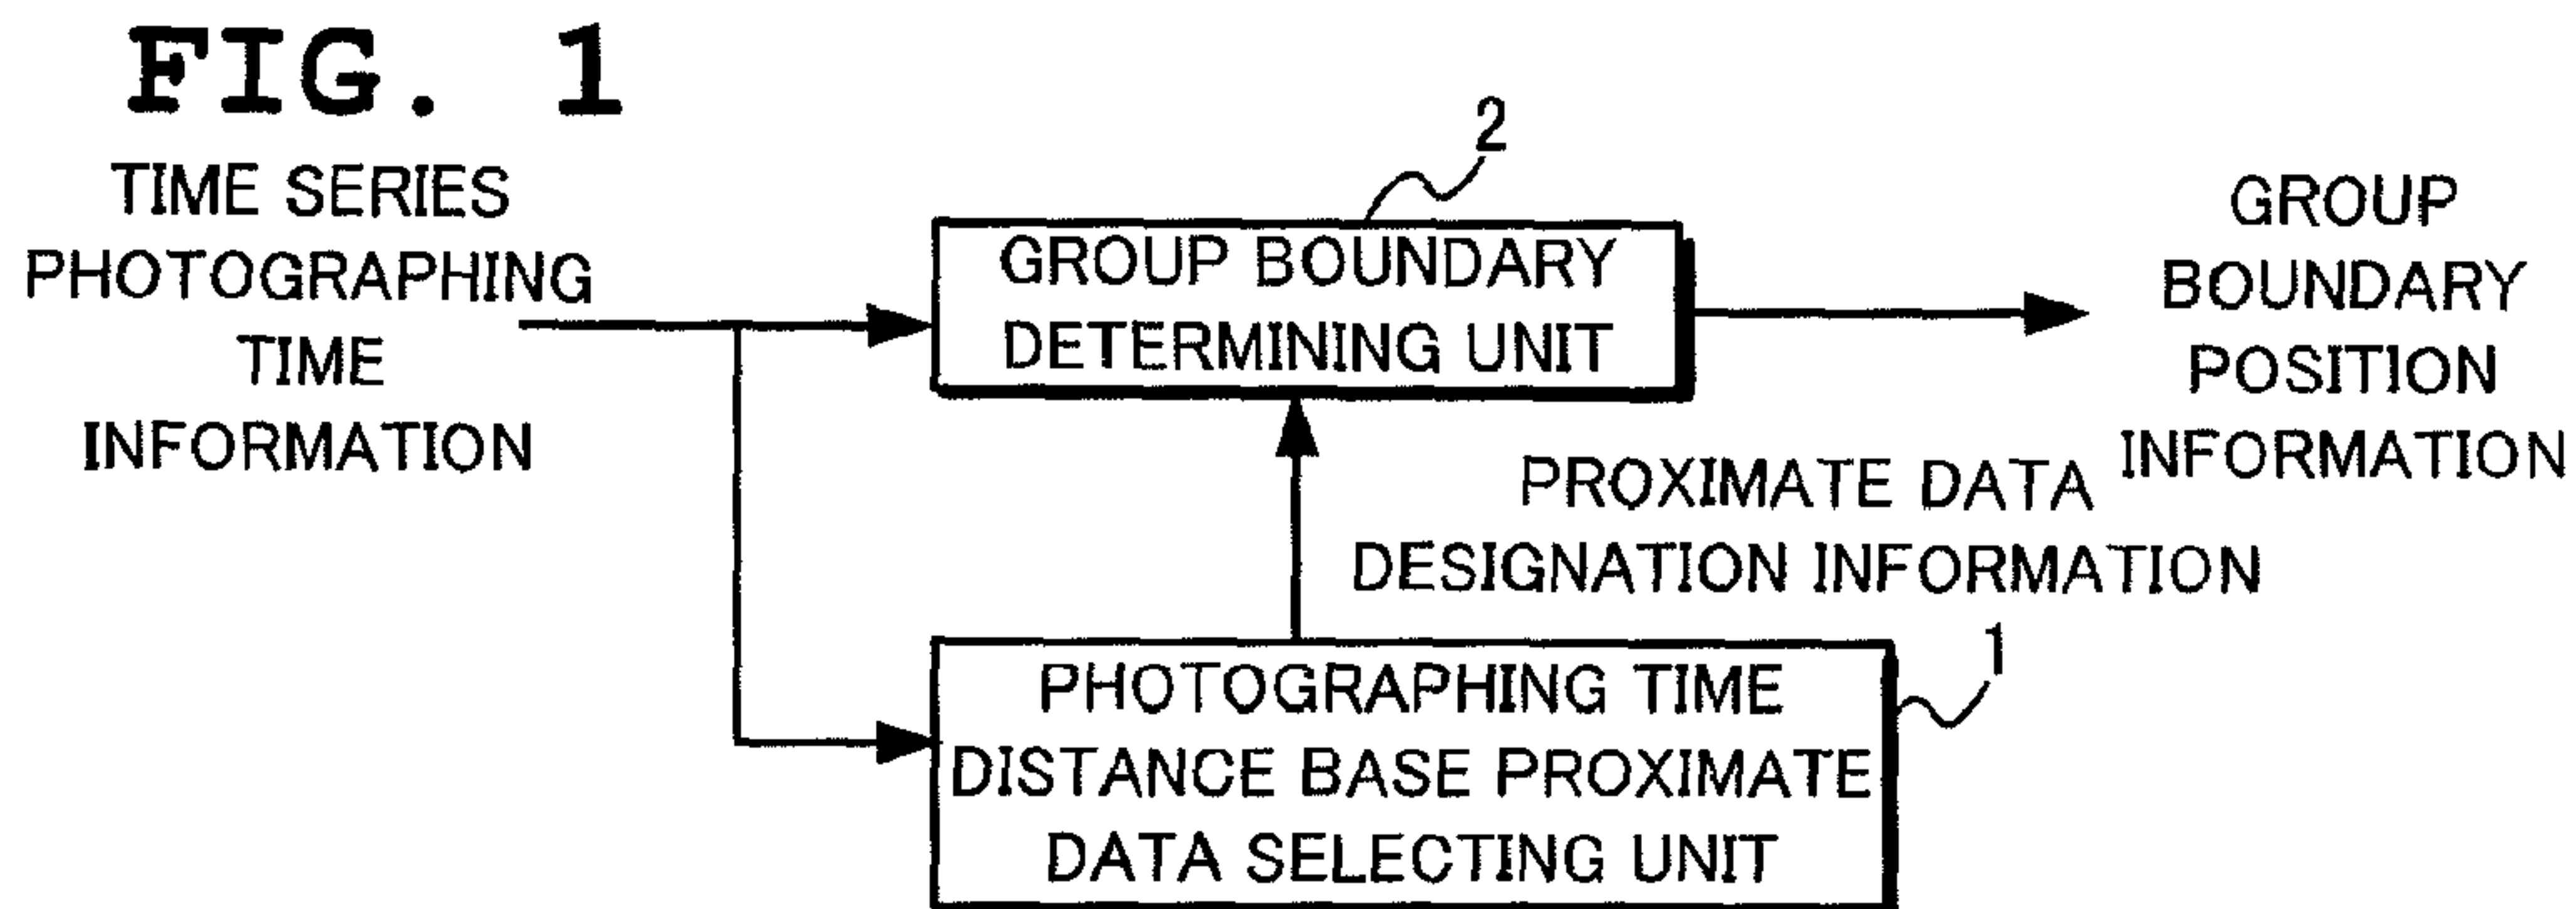 FIG. 1
TIME SERIES
PHOTOGRAPHING
TIME
INFORMATION
2
GROUP BOUNDARY
DETERMINING UNIT
GROUP
BOUNDARY
POSITION
INFORMATION
PROXIMATE DATA
DESIGNATION INFORMATION
1
PHOTOGRAPHING TIME
DISTANCE BASE PROXIMATE
DATA SELECTING UNIT